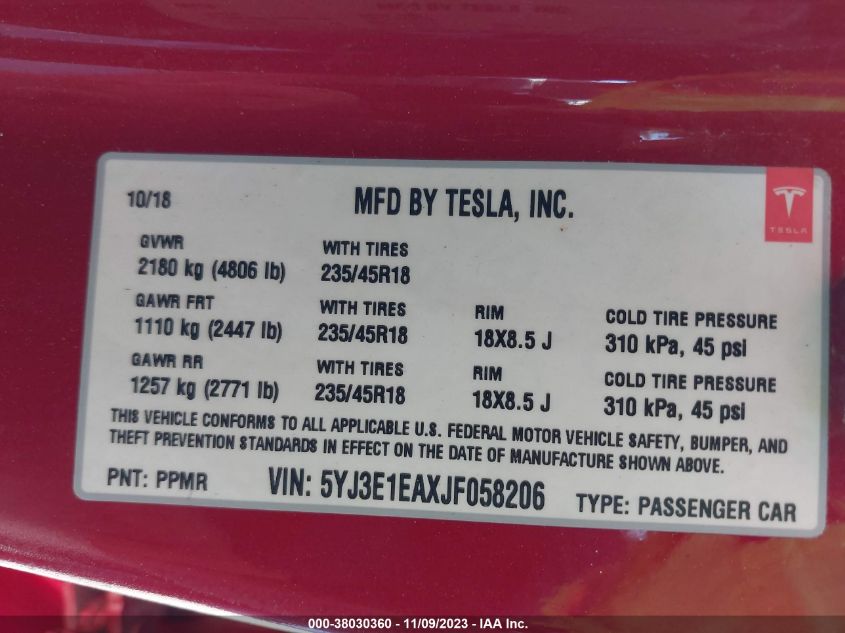 10/18
MFD BY TESLA, INC.
TESLA
GVWR
2180 kg (4806 lb)
WITH TIRES
235/45R18
GAWR FRT
1110 kg (2447 lb)
WITH TIRES
235/45R18
RIM
18X8.5 J
COLD TIRE PRESSURE
310 kPa, 45 psi
GAWR RR
1257 kg (2771 lb)
WITH TIRES
235/45R18
RIM
18X8.5 J
COLD TIRE PRESSURE
310 kPa, 45 psi
THIS VEHICLE CONFORMS TO ALL APPLICABLE U.S. FEDERAL MOTOR VEHICLE SAFETY, BUMPER, AND
THEFT PREVENTION STANDARDS IN EFFECT ON THE DATE OF MANUFACTURE SHOWN ABOVE.
PNT: PPMR
VIN: 5YJ3E1EAXJF058206
TYPE: PASSENGER CAR
000-38030360 - 11/09/2023 - IAA Inc.